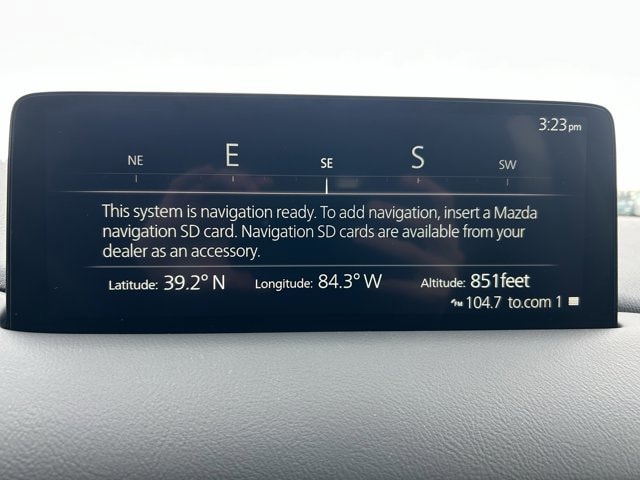 3:23pm
NE E SE S SW
This system is navigation ready. To add navigation, insert a Mazda
navigation SD card. Navigation SD cards are available from your
dealer as an accessory.
Latitude: 39.2° N Longitude: 84.3° W Altitude: 851feet
FM 104.7 to.com 1